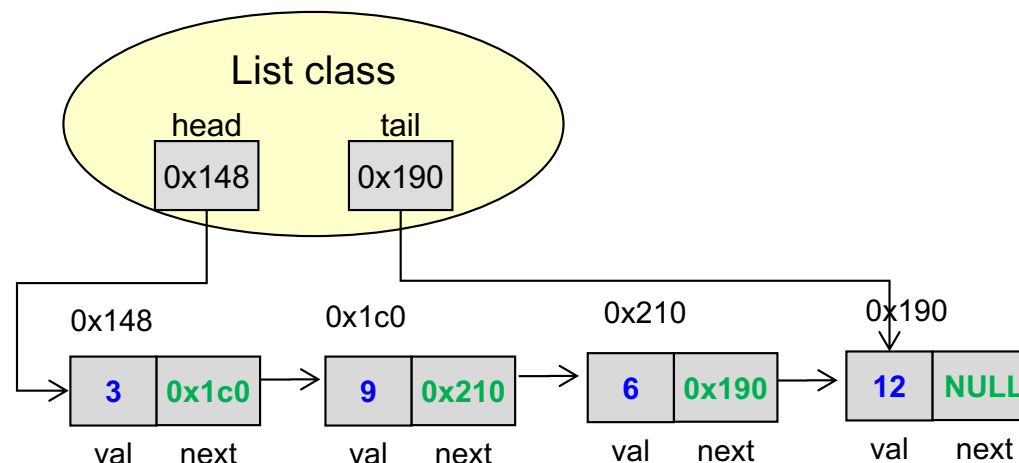 List class
head tail
0x148 0x190
0x148 0x1c0 0x210 0x190
3 0x1c0 9 0x210 6 0x190 12 NULL
val next val next val next val next